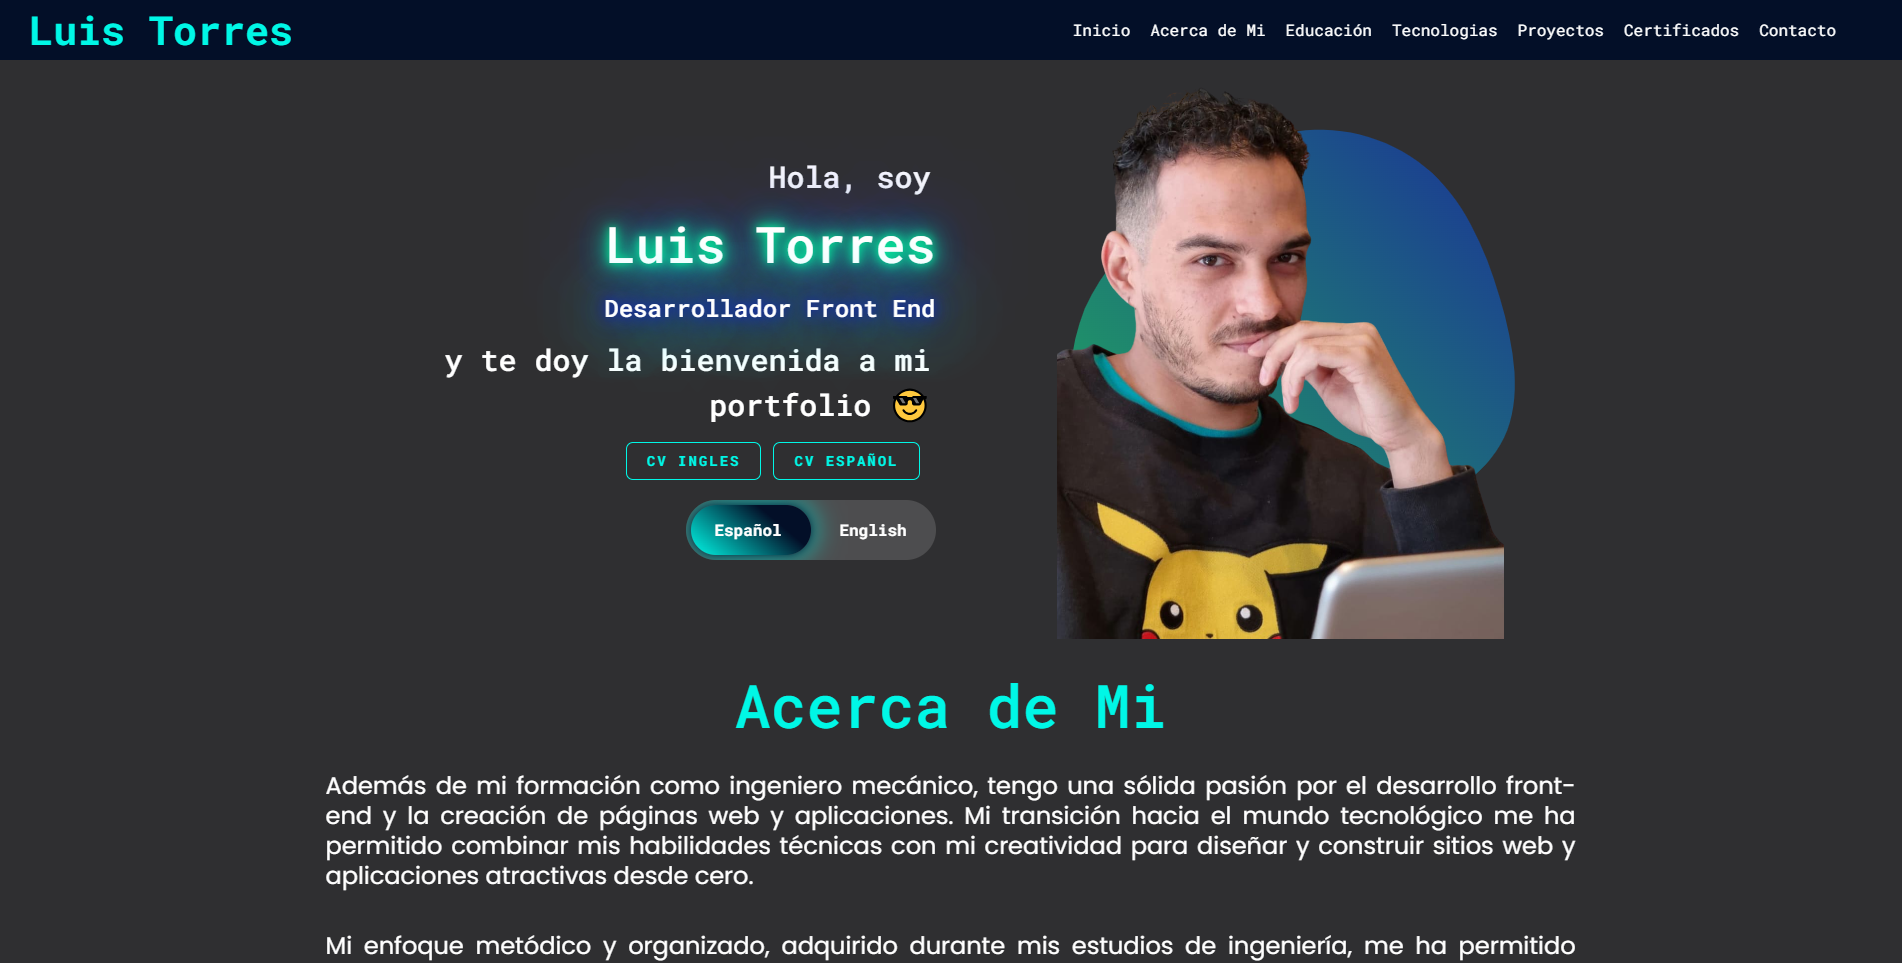 Luis Torres
Inicio Acerca de Mi Educación Tecnologias Proyectos Certificados Contacto
Hola, soy
Luis Torres
Desarrollador Front End
y te doy la bienvenida a mi
portfolio 😎
CV INGLES CV ESPAÑOL
Español English
Acerca de Mi
Además de mi formación como ingeniero mecánico, tengo una sólida pasión por el desarrollo front-
end y la creación de páginas web y aplicaciones. Mi transición hacia el mundo tecnológico me ha
permitido combinar mis habilidades técnicas con mi creatividad para diseñar y construir sitios web y
aplicaciones atractivas desde cero.
Mi enfoque metódico y organizado, adquirido durante mis estudios de ingeniería, me ha permitido